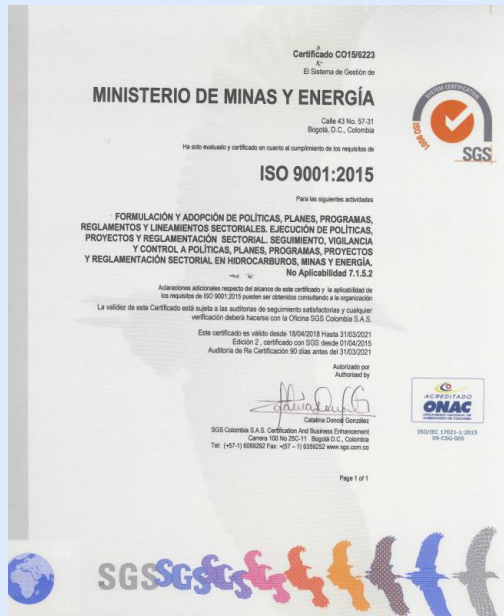 Certificado CO15/6223
El Sistema de Gestión de
MINISTERIO DE MINAS Y ENERGÍA
Calle 43 No. 57-31
Bogotá, D.C., Colombia
Ha sido evaluado y certificado en cuanto al cumplimiento de los requisitos de
ISO 9001:2015
Para las siguientes actividades
FORMULACIÓN Y ADOPCIÓN DE POLÍTICAS, PLANES, PROGRAMAS,
REGLAMENTOS Y LINEAMIENTOS SECTORIALES. EJECUCIÓN DE POLÍTICAS,
PROYECTOS Y REGLAMENTACIÓN SECTORIAL. SEGUIMIENTO, VIGILANCIA
Y CONTROL A POLÍTICAS, PLANES, PROGRAMAS, PROYECTOS
Y REGLAMENTACIÓN SECTORIAL EN HIDROCARBUROS, MINAS Y ENERGÍA.
No Aplicabilidad 7.1.5.2
Aclaraciones adicionales respecto del alcance de este certificado y la aplicabilidad de
los requisitos de ISO 9001:2015 pueden ser obtenidos consultando a la organización
La validez de este Certificado está sujeta a las auditorias de seguimiento satisfactorias y cualquier
verificación deberá hacerse con la Oficina SGS Colombia S.A.S.
Este certificado es válido desde 18/04/2018 Hasta 31/03/2021
Edición 2 , certificado con SGS desde 01/04/2015
Auditoría de Re Certificación 90 días antes del 31/03/2021
Autorizado por
Authorised by
Catalina Doncel González
SGS Colombia S.A.S. Certification And Business Enhancement
Carrera 100 No 25C-11 Bogotá D.C., Colombia
Tel: (+57-1) 6069292 Fax: +(57 – 1) 6359252 www.sgs.com.co
Page 1 of 1
SYSTEM CERTIFICATION
ISO 9001
SGS
ACREDITADO
ONAC
ISO/IEC 17021-1:2015
09-CSG-005
SGSSGSSGS